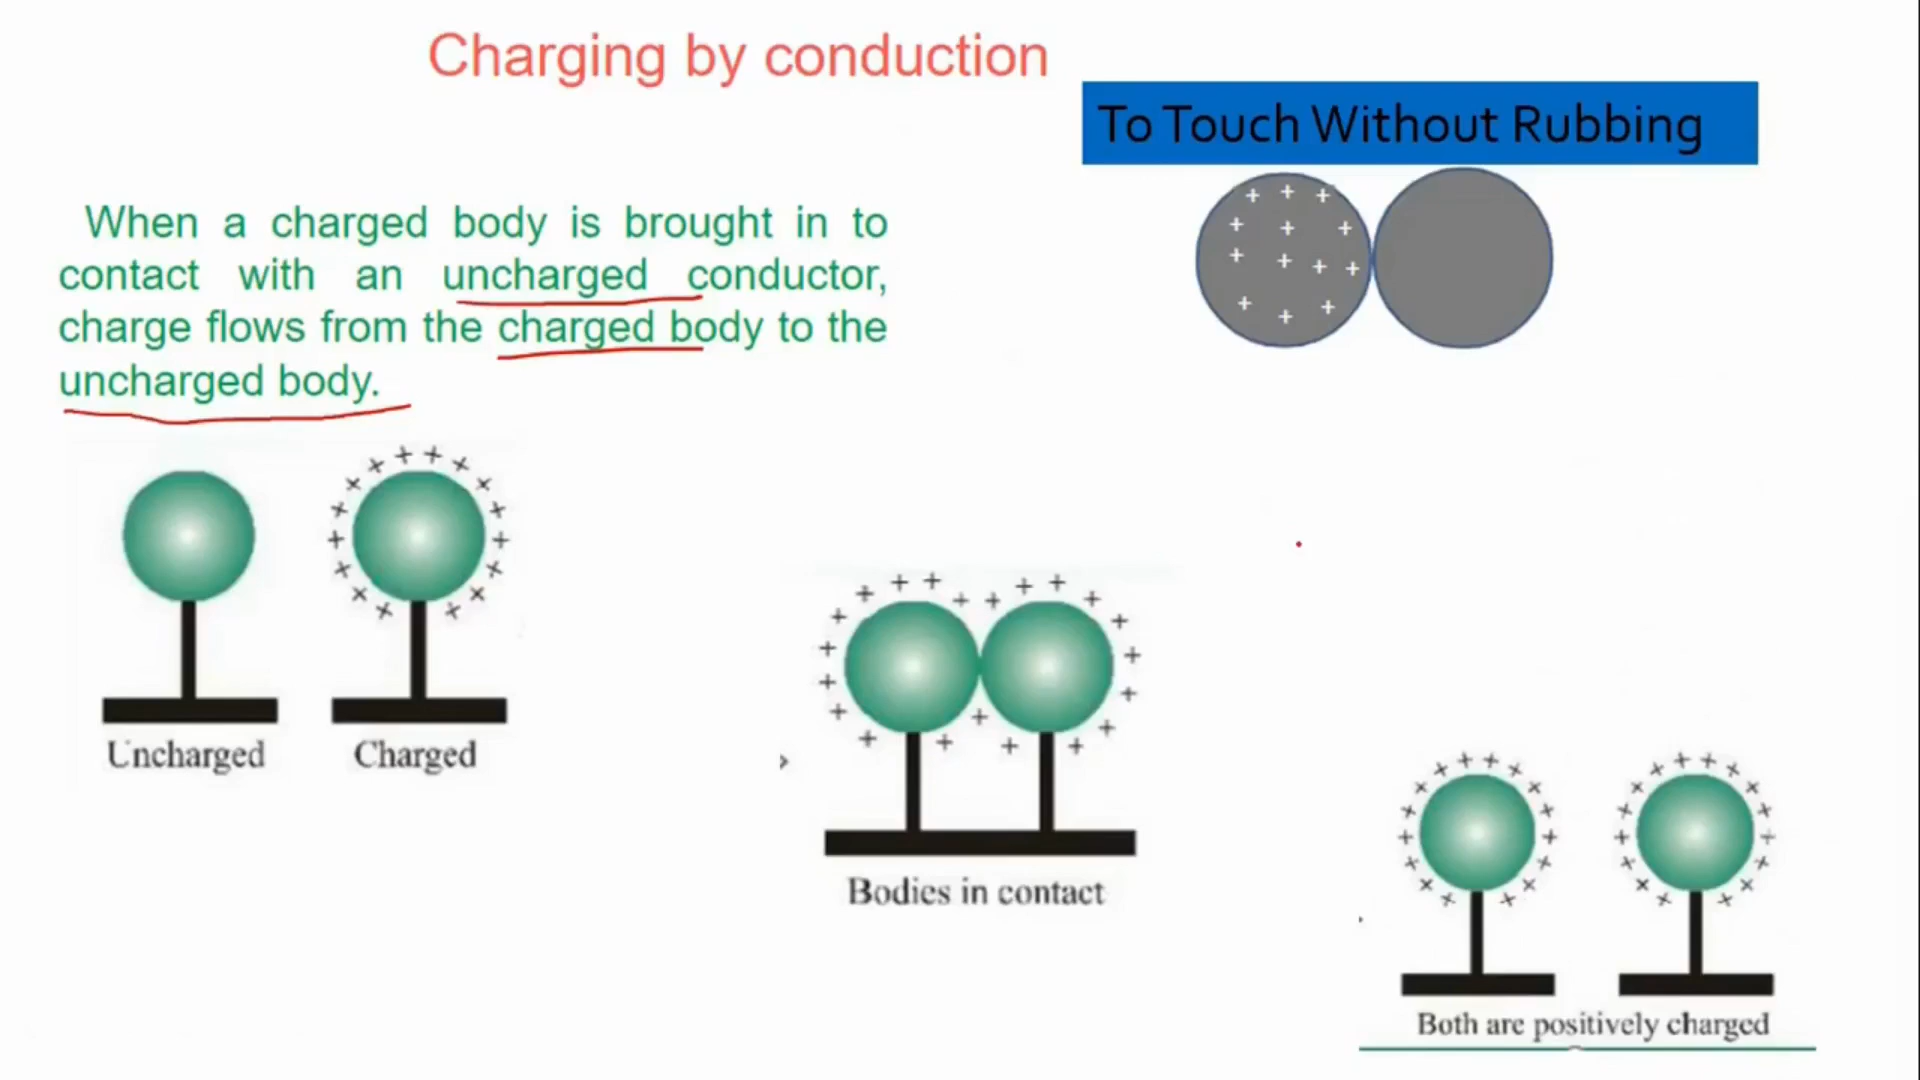 Charging by conduction
To Touch Without Rubbing
When a charged body is brought in to
contact with an uncharged conductor,
charge flows from the charged body to the
uncharged body.
Uncharged
Charged
Bodies in contact
Both are positively charged